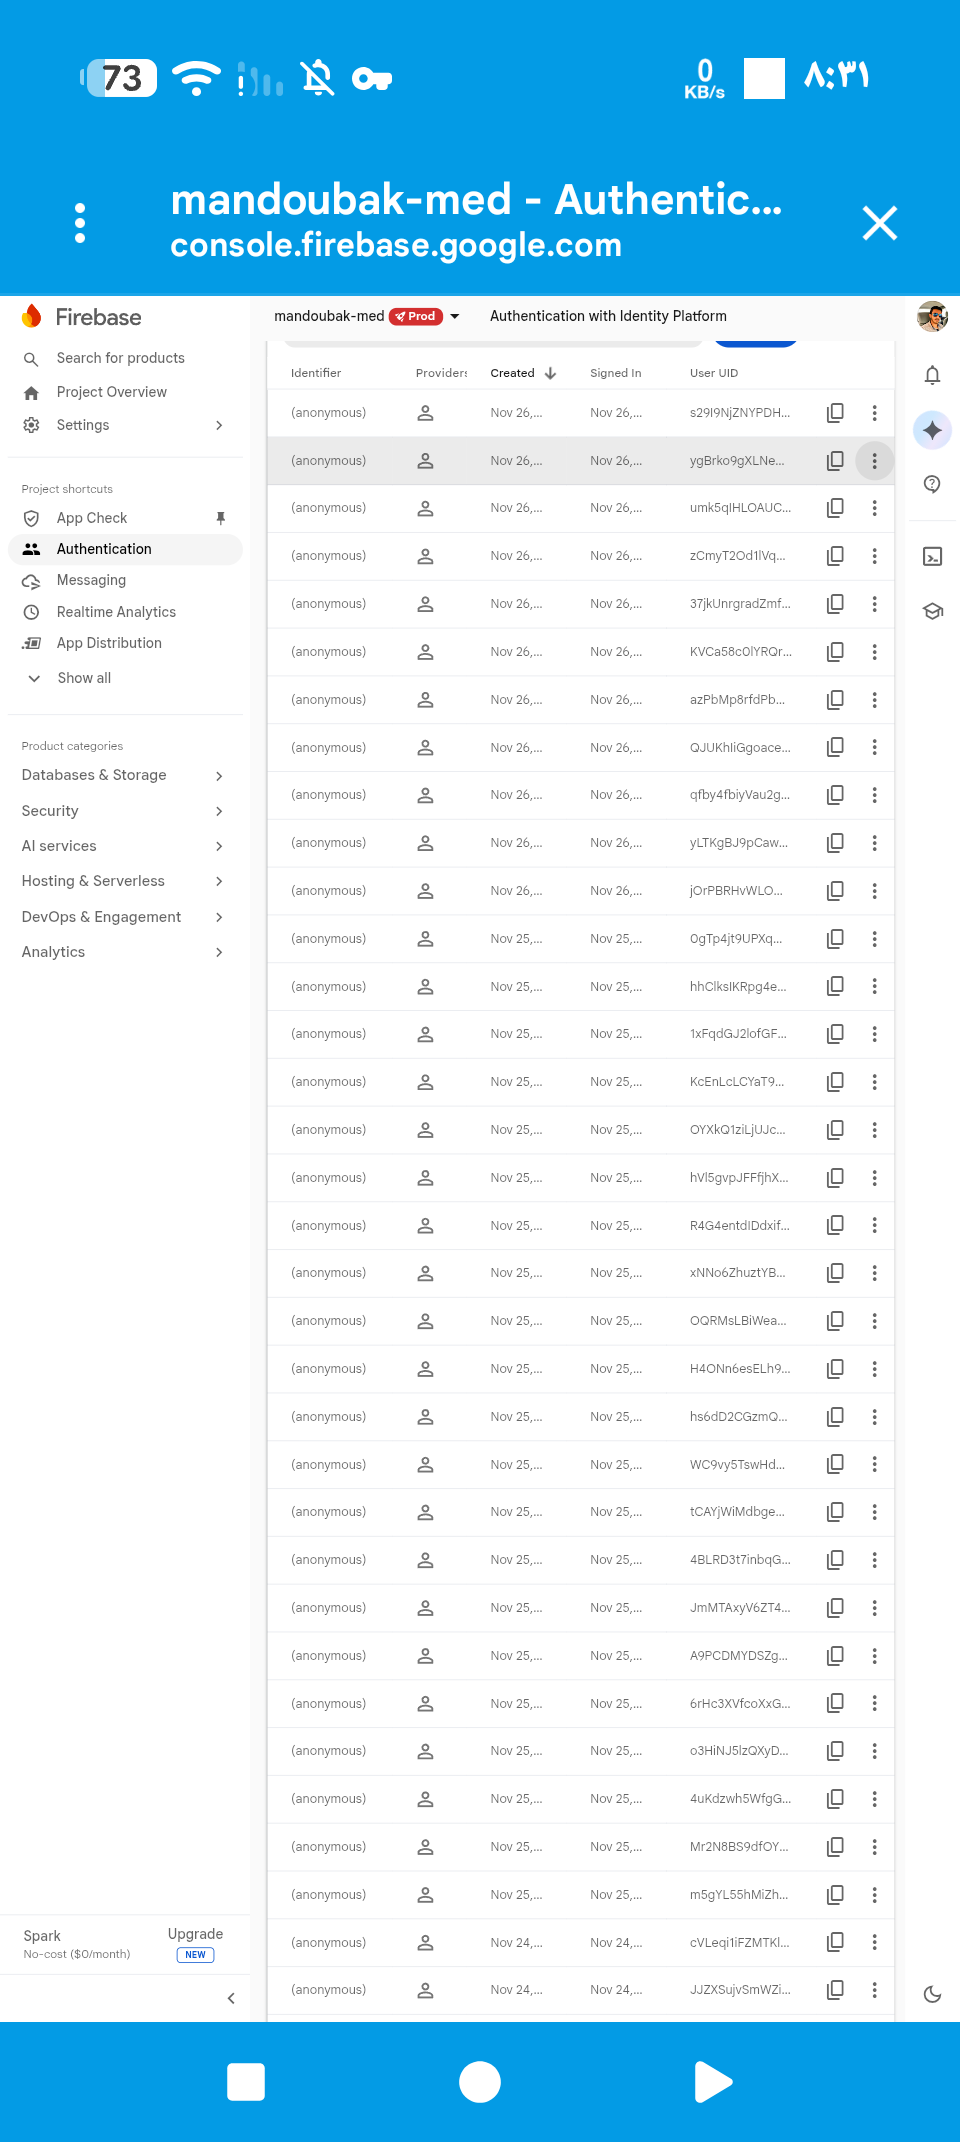 73
0
KB/s
٨:٣١
mandoubak-med - Authentic...
console.firebase.google.com
Firebase
Search for products
Project Overview
Settings
Project shortcuts
App Check
Authentication
Messaging
Realtime Analytics
App Distribution
Show all
Product categories
Databases & Storage
Security
AI services
Hosting & Serverless
DevOps & Engagement
Analytics
Spark
No-cost ($0/month)
Upgrade
NEW
mandoubak-med Prod
Authentication with Identity Platform
Identifier Providers Created Signed In User UID
(anonymous) Nov 26,... Nov 26,... s29I9NjZNYPDH...
(anonymous) Nov 26,... Nov 26,... ygBrko9gXLNe...
(anonymous) Nov 26,... Nov 26,... umk5qIHLOAUC...
(anonymous) Nov 26,... Nov 26,... zCmyT2Od1lVq...
(anonymous) Nov 26,... Nov 26,... 37jkUnrgradZmf...
(anonymous) Nov 26,... Nov 26,... KVCa58c0lYRQr...
(anonymous) Nov 26,... Nov 26,... azPbMp8rfdPb...
(anonymous) Nov 26,... Nov 26,... QJUKhIiGgoace...
(anonymous) Nov 26,... Nov 26,... qfby4fbiyVau2g...
(anonymous) Nov 26,... Nov 26,... yLTKgBJ9pCaw...
(anonymous) Nov 26,... Nov 26,... jOrPBRHvWLO...
(anonymous) Nov 25,... Nov 25,... 0gTp4jt9UPXq...
(anonymous) Nov 25,... Nov 25,... hhClksIKRpg4e...
(anonymous) Nov 25,... Nov 25,... 1xFqdGJ2lofGF...
(anonymous) Nov 25,... Nov 25,... KcEnLcLCYaT9...
(anonymous) Nov 25,... Nov 25,... OYXkQ1ziLjUJc...
(anonymous) Nov 25,... Nov 25,... hVl5gvpJFFfjhX...
(anonymous) Nov 25,... Nov 25,... R4G4entdIDdxif...
(anonymous) Nov 25,... Nov 25,... xNNo6ZhuztYB...
(anonymous) Nov 25,... Nov 25,... OQRMsLBiWea...
(anonymous) Nov 25,... Nov 25,... H4ONn6esELh9...
(anonymous) Nov 25,... Nov 25,... hs6dD2CGzmQ...
(anonymous) Nov 25,... Nov 25,... WC9vy5TswHd...
(anonymous) Nov 25,... Nov 25,... tCAYjWiMdbge...
(anonymous) Nov 25,... Nov 25,... 4BLRD3t7inbqG...
(anonymous) Nov 25,... Nov 25,... JmMTAxyV6ZT4...
(anonymous) Nov 25,... Nov 25,... A9PCDMYDSZg...
(anonymous) Nov 25,... Nov 25,... 6rHc3XVfcoXxG...
(anonymous) Nov 25,... Nov 25,... o3HiNJ5lzQXyD...
(anonymous) Nov 25,... Nov 25,... 4uKdzwh5WfgG...
(anonymous) Nov 25,... Nov 25,... Mr2N8BS9dfOY...
(anonymous) Nov 25,... Nov 25,... m5gYL55hMiZh...
(anonymous) Nov 24,... Nov 24,... cVLeqi1iFZMTKl...
(anonymous) Nov 24,... Nov 24,... JJZXSujvSmWZi...